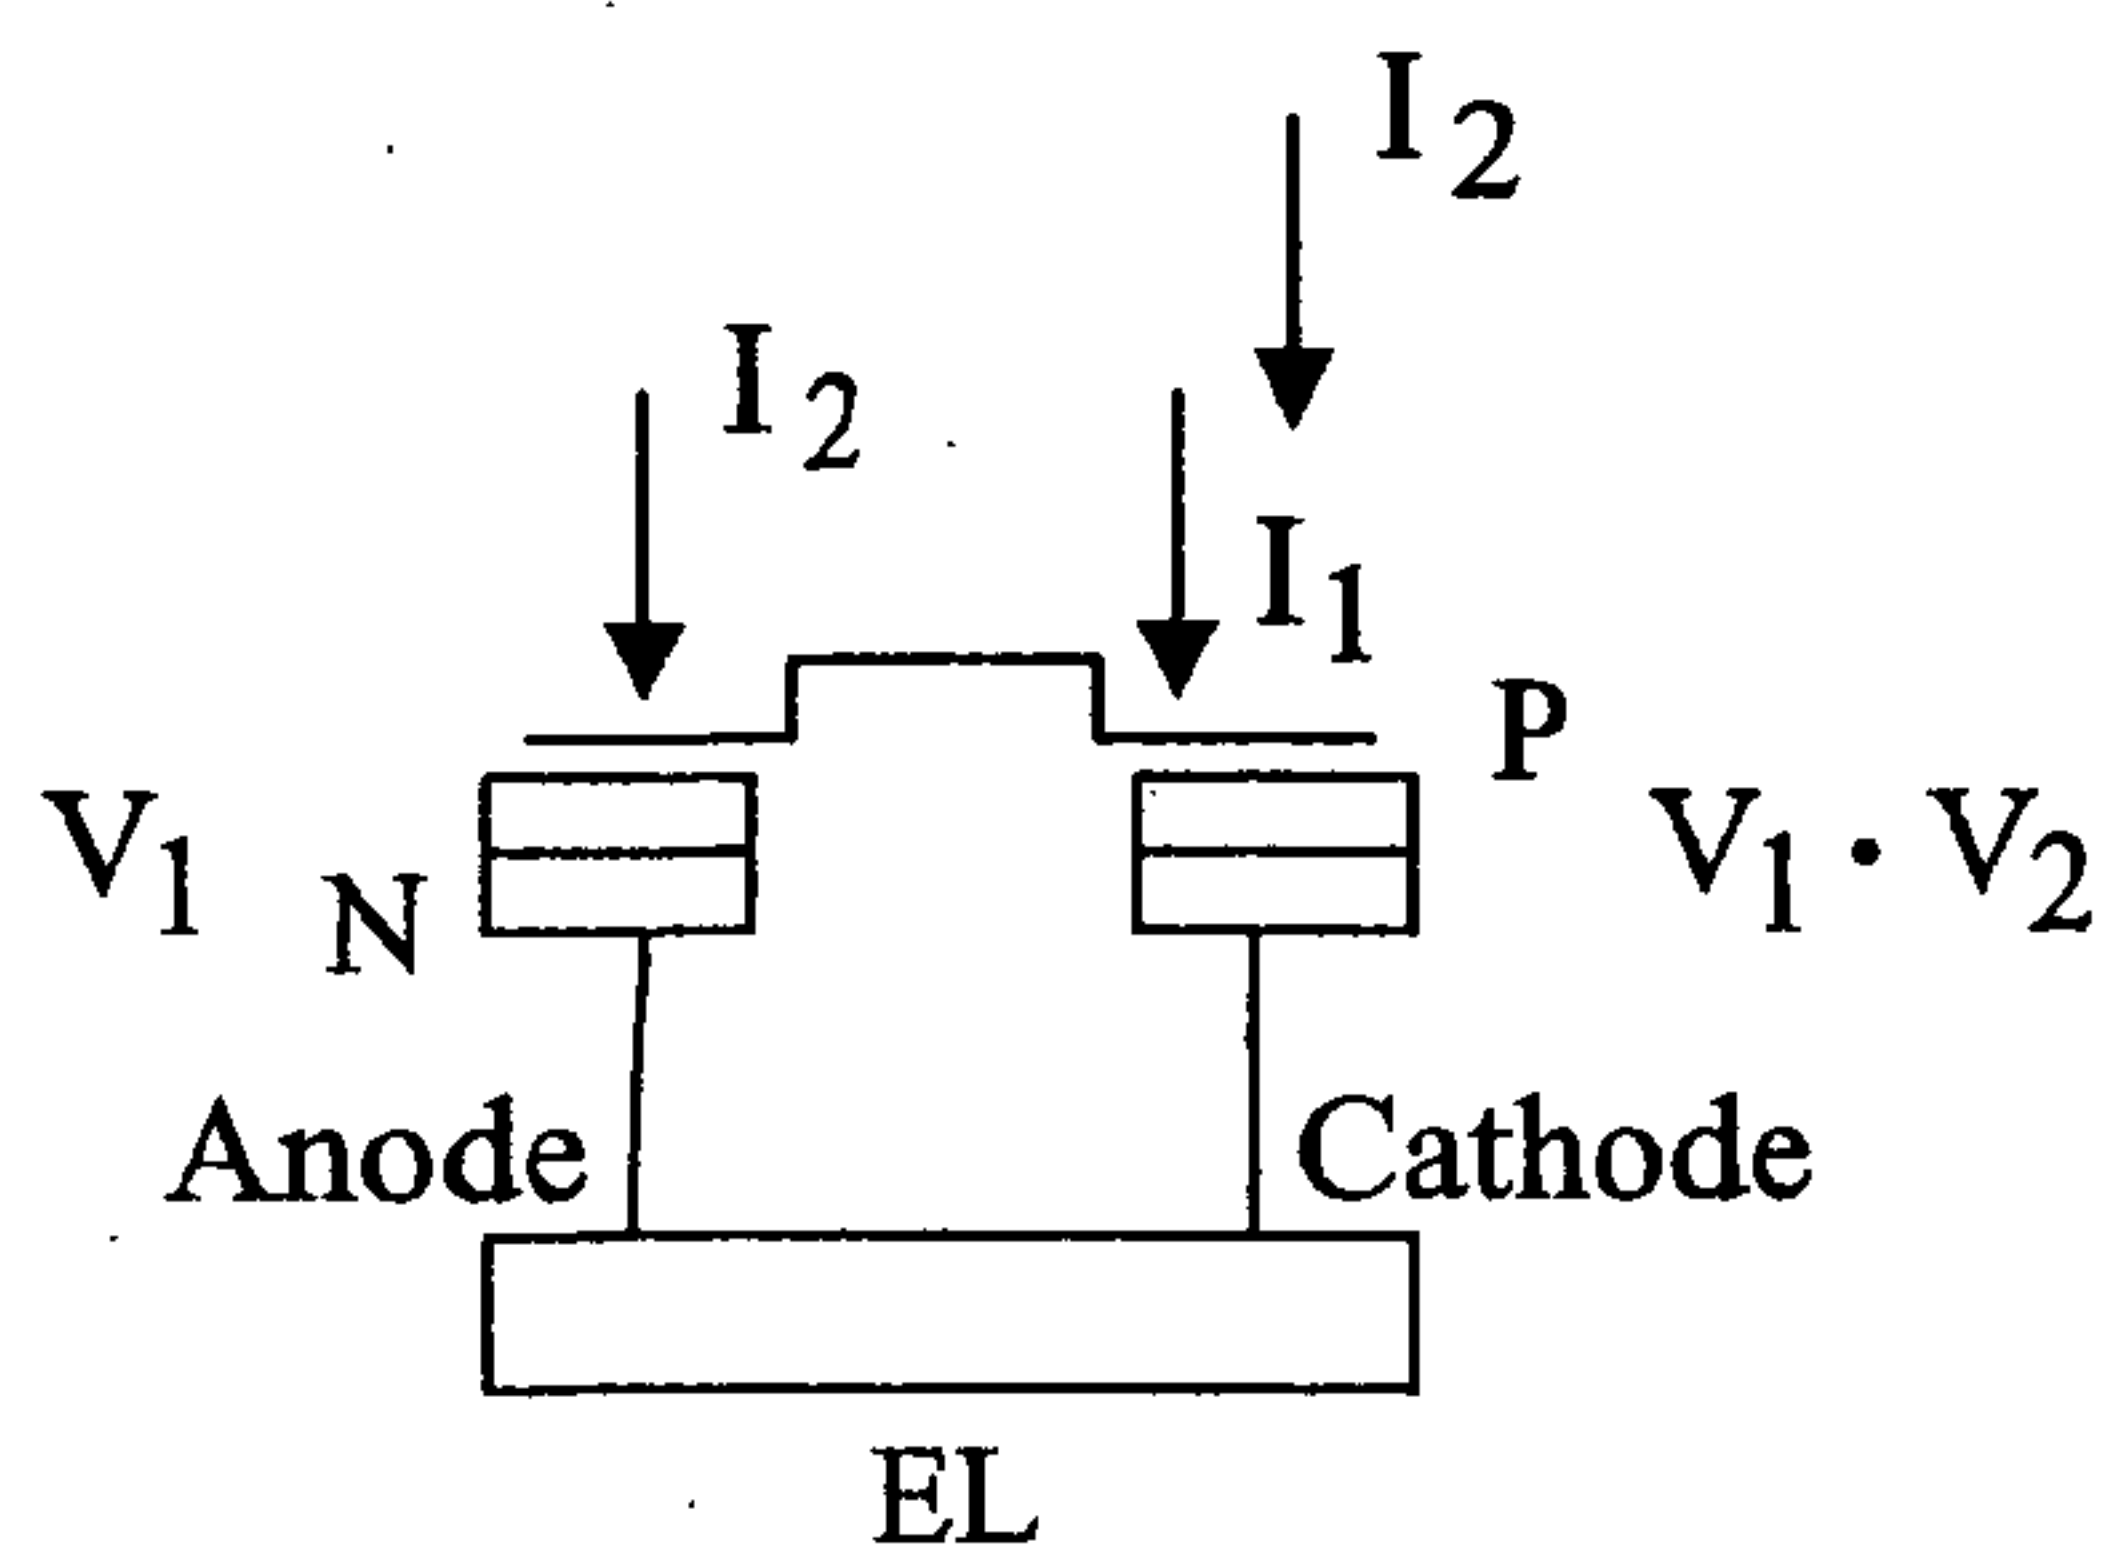 I2
I2
I1
P
V1
V1 · V2
N
Anode
Cathode
EL